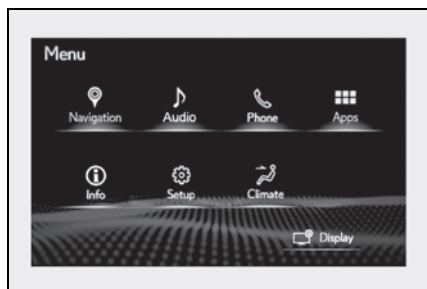 Menu
Navigation Audio Phone Apps
Info Setup Climate
Display